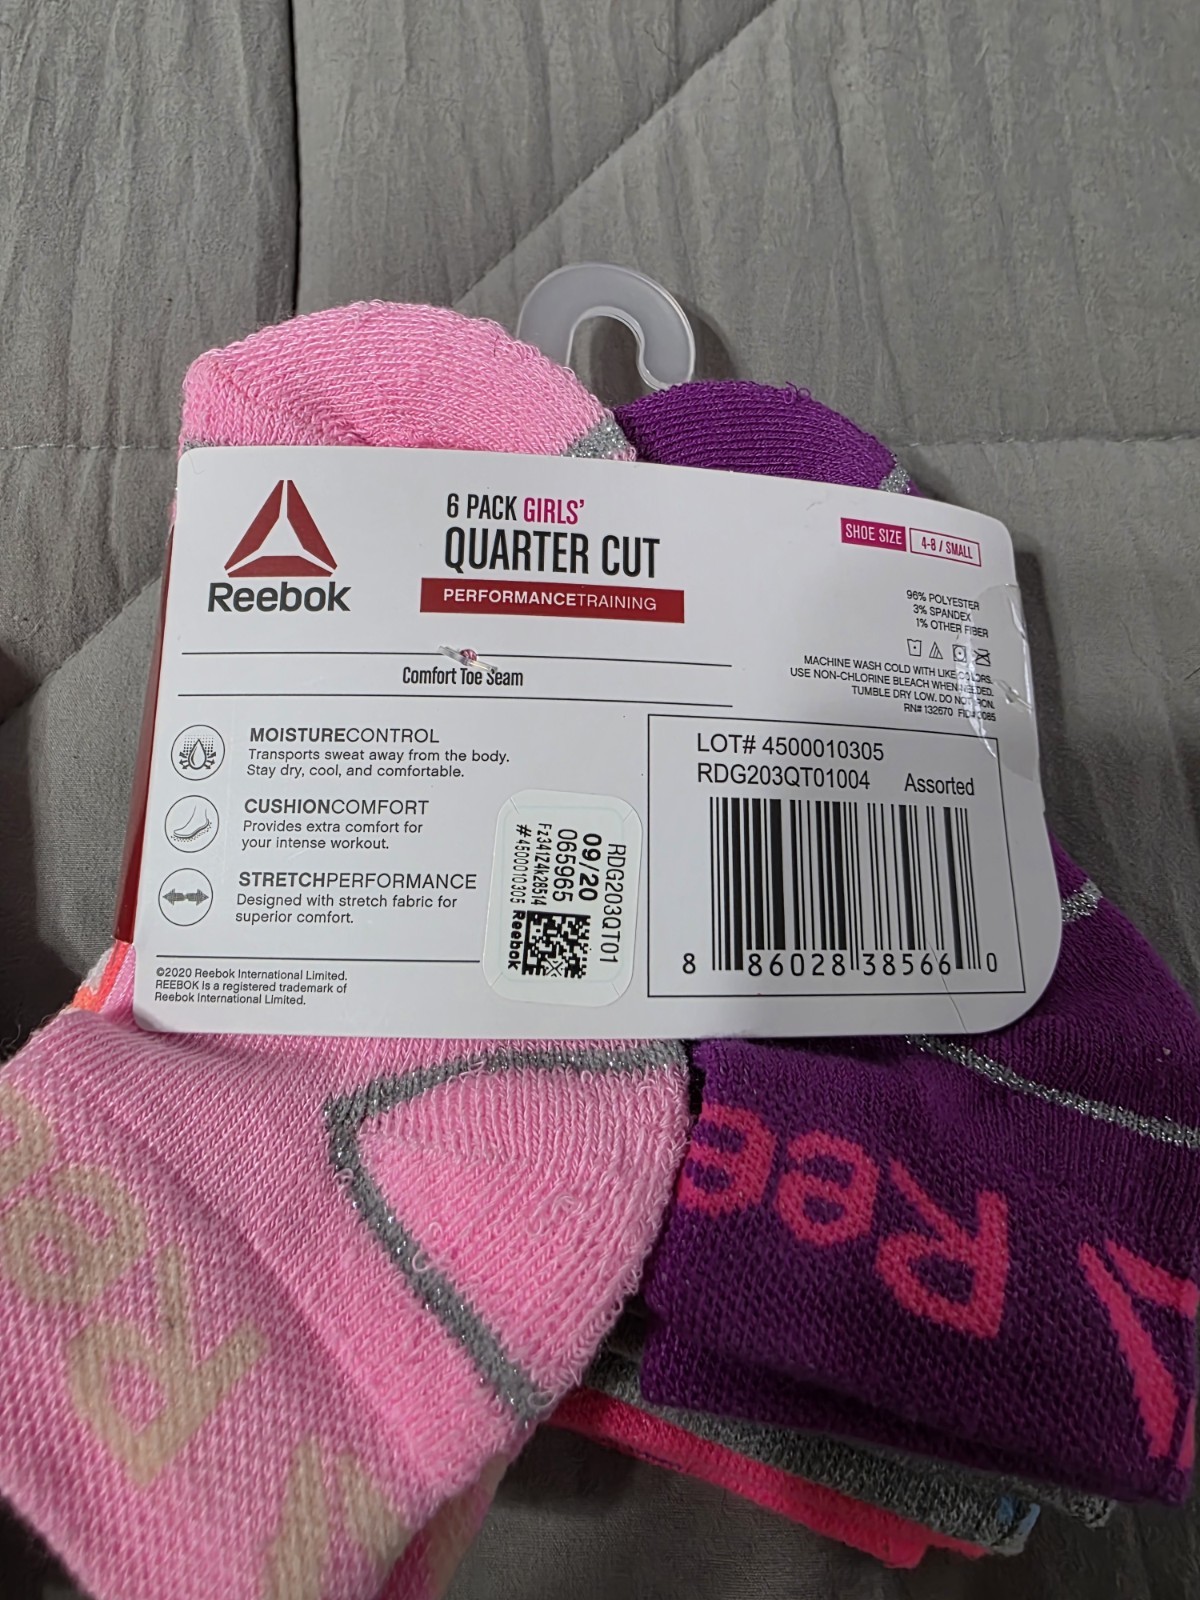 Reebok
6 PACK GIRLS'
QUARTER CUT
PERFORMANCETRAINING
SHOE SIZE 4-8 / SMALL
96% POLYESTER
3% SPANDEX
1% OTHER FIBER
MACHINE WASH COLD WITH LIKE COLORS.
USE NON-CHLORINE BLEACH WHEN NEEDED.
TUMBLE DRY LOW. DO NOT IRON.
RN# 132670
Comfort Toe Seam
MOISTURECONTROL
Transports sweat away from the body.
Stay dry, cool, and comfortable.
CUSHIONCOMFORT
Provides extra comfort for
your intense workout.
STRETCHPERFORMANCE
Designed with stretch fabric for
superior comfort.
©2020 Reebok International Limited.
REEBOK is a registered trademark of
Reebok International Limited.
RDG203QT01
09/20
065965
Fz341Z4k28514
#4500010305
Reebok
LOT# 4500010305
RDG203QT01004 Assorted
8 86028 38566 0
Ree
Re